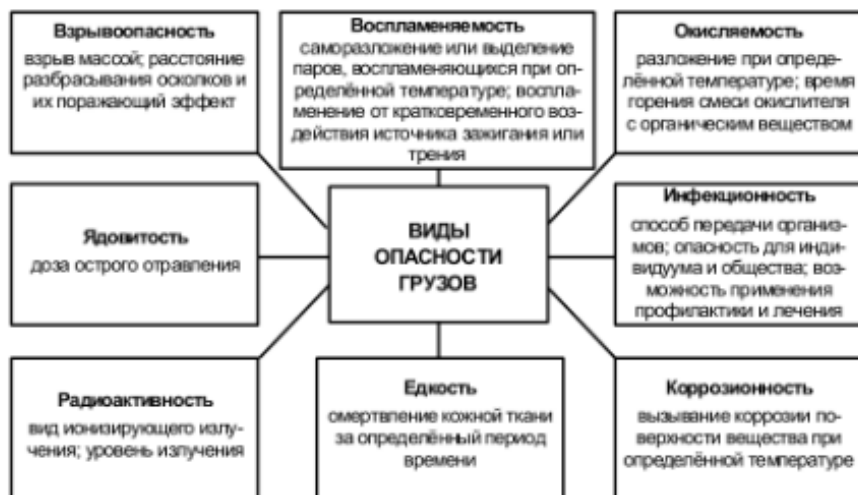 Взрывоопасность
взрыв массой; расстояние
разбрасывания осколков и
их поражающий эффект
Воспламеняемость
саморазложение или выделение
паров, воспламеняющихся при оп-
ределённой температуре; воспла-
менение от кратковременного воз-
действия источника зажигания или
трения
Окисляемость
разложение при опреде-
лённой температуре; время
горения смеси окислителя
с органическим веществом
Ядовитость
доза острого отравления
ВИДЫ
ОПАСНОСТИ
ГРУЗОВ
Инфекционность
способ передачи организ-
мов; опасность для инди-
видуума и общества; воз-
можность применения
профилактики и лечения
Радиоактивность
вид ионизирующего излу-
чения; уровень излучения
Едкость
омертвление кожной ткани
за определённый период
времени
Коррозионность
вызывание коррозии по-
верхности вещества при
определённой температуре